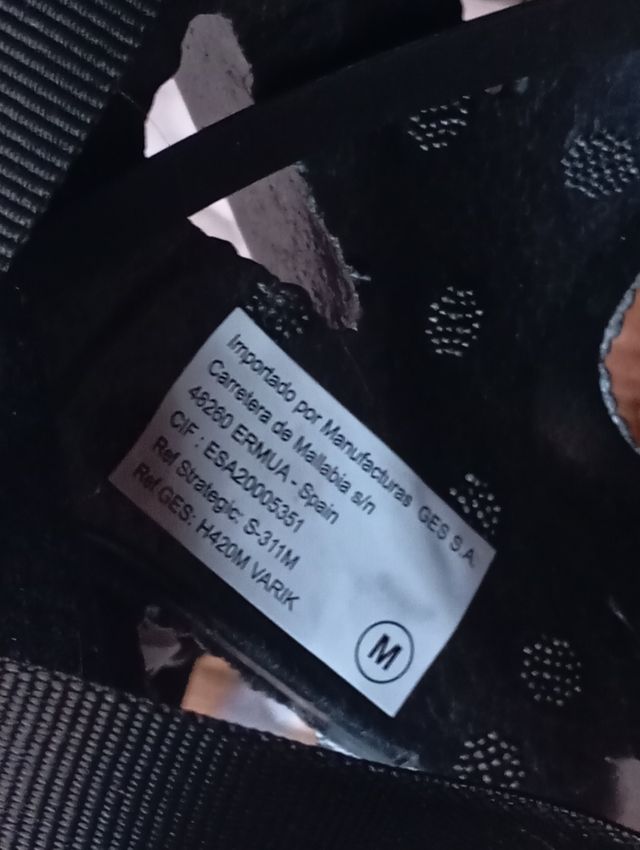 Importado por Manufacturas GES S.A.
Carretera de Mallabia s/n
48260 ERMUA - Spain
CIF : ESA20005351
Ref Strategic: S-311M
Ref GES: H420M VARIK
M